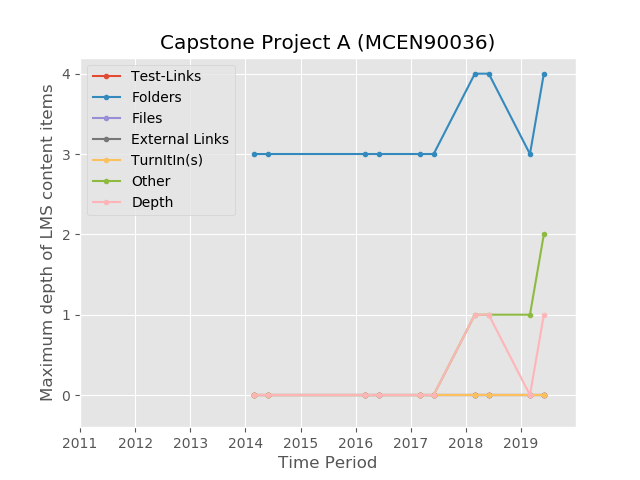 Capstone Project A (MCEN90036)
Test-Links
Folders
Files
External Links
TurnItIn(s)
Other
Depth
Maximum depth of LMS content items
4
3
2
1
0
2011 2012 2013 2014 2015 2016 2017 2018 2019
Time Period